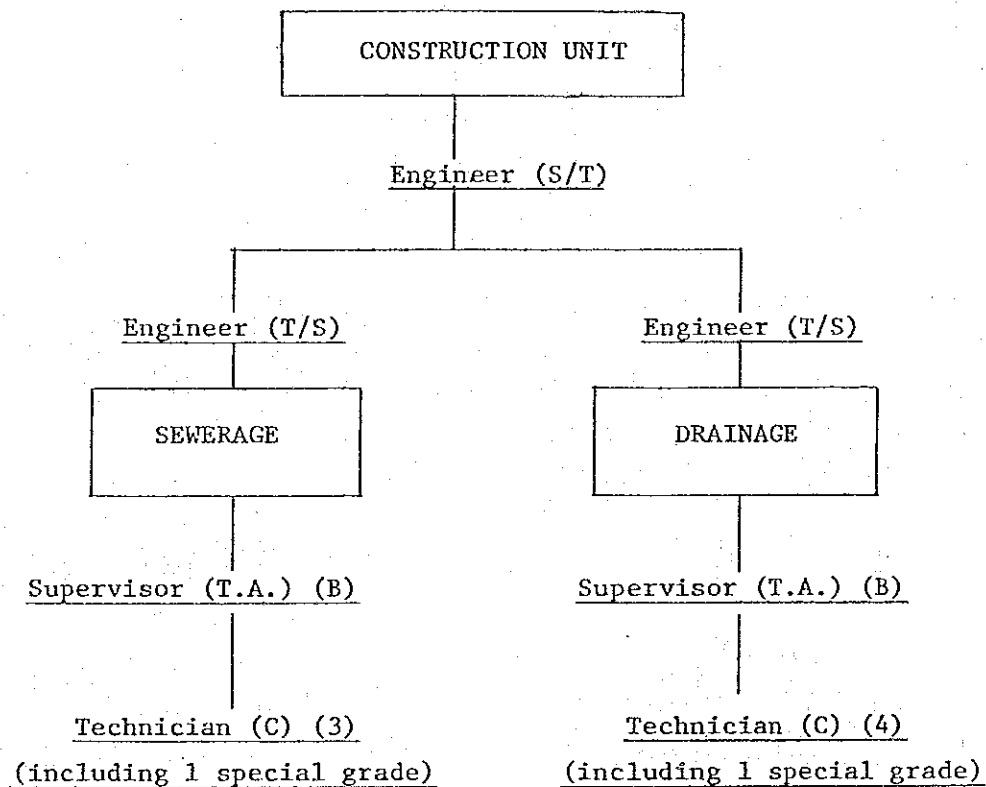 CONSTRUCTION UNIT
Engineer (S/T)
Engineer (T/S)
Engineer (T/S)
SEWERAGE
DRAINAGE
Supervisor (T.A.) (B)
Supervisor (T.A.) (B)
Technician (C) (3)
(including 1 special grade)
Technician (C) (4)
(including 1 special grade)